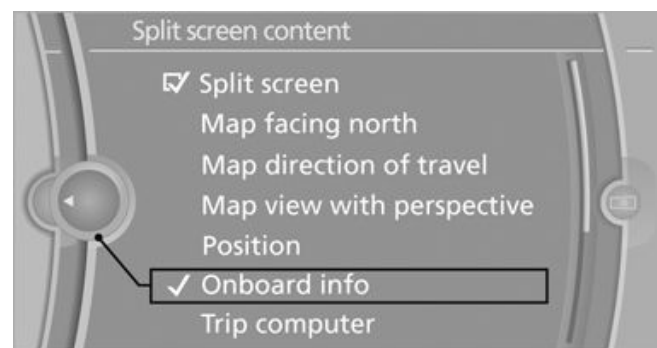 Split screen content
Split screen
Map facing north
Map direction of travel
Map view with perspective
Position
Onboard info
Trip computer